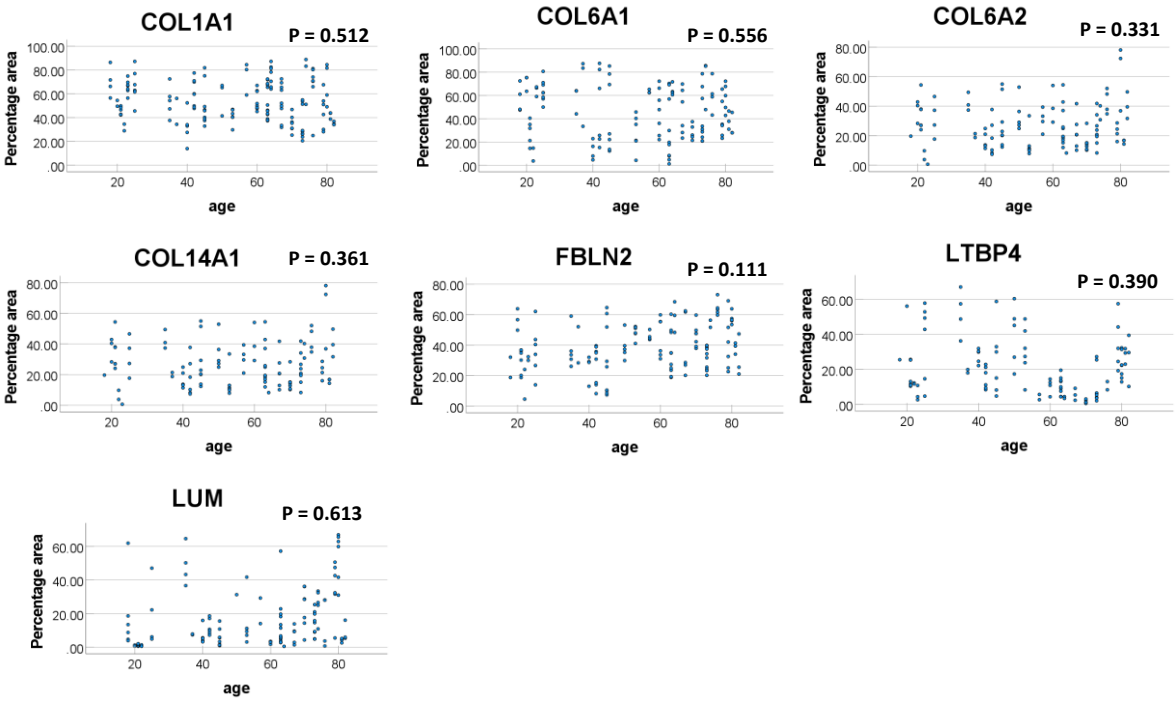 COL1A1
P = 0.512
Percentage area
100.00
80.00
60.00
40.00
20.00
.00
20
40
60
80
age
COL6A1
P = 0.556
Percentage area
100.00
80.00
60.00
40.00
20.00
.00
20
40
60
80
age
COL6A2
P = 0.331
Percentage area
80.00
60.00
40.00
20.00
.00
20
40
60
80
age
COL14A1
P = 0.361
Percentage area
80.00
60.00
40.00
20.00
.00
20
40
60
80
age
FBLN2
P = 0.111
Percentage area
80.00
60.00
40.00
20.00
.00
20
40
60
80
age
LTBP4
P = 0.390
Percentage area
60.00
40.00
20.00
.00
20
40
60
80
age
LUM
P = 0.613
Percentage area
60.00
40.00
20.00
.00
20
40
60
80
age